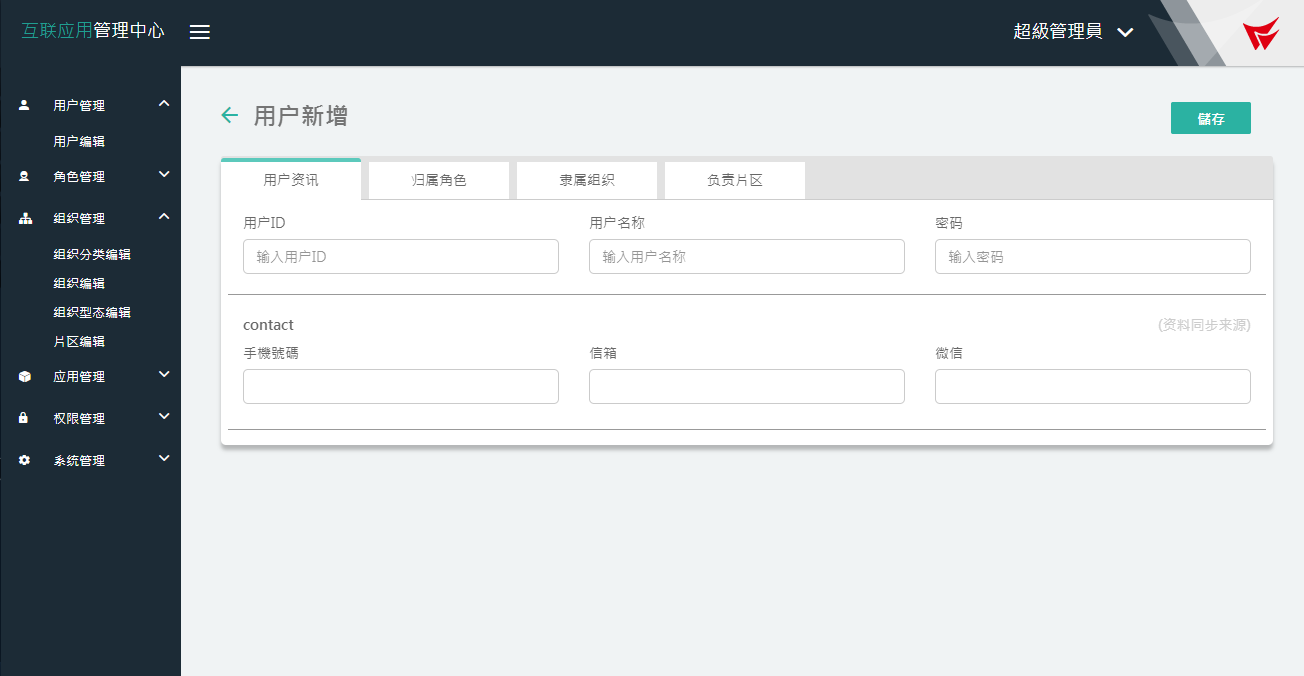 互联应用管理中心
超級管理員
用户管理
用户编辑
角色管理
组织管理
组织分类编辑
组织编辑
组织型态编辑
片区编辑
应用管理
权限管理
系统管理
用户新增
儲存
用户资讯 归属角色 隶属组织 负责片区
用户ID 用户名称 密码
输入用户ID 输入用户名称 输入密码
contact (资料同步来源)
手機號碼 信箱 微信